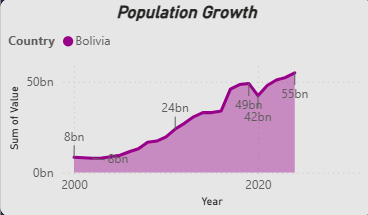 Population Growth
Country Bolivia
50bn
0bn
Sum of Value
8bn
8bn
24bn
49bn
42bn
55bn
2000
2020
Year